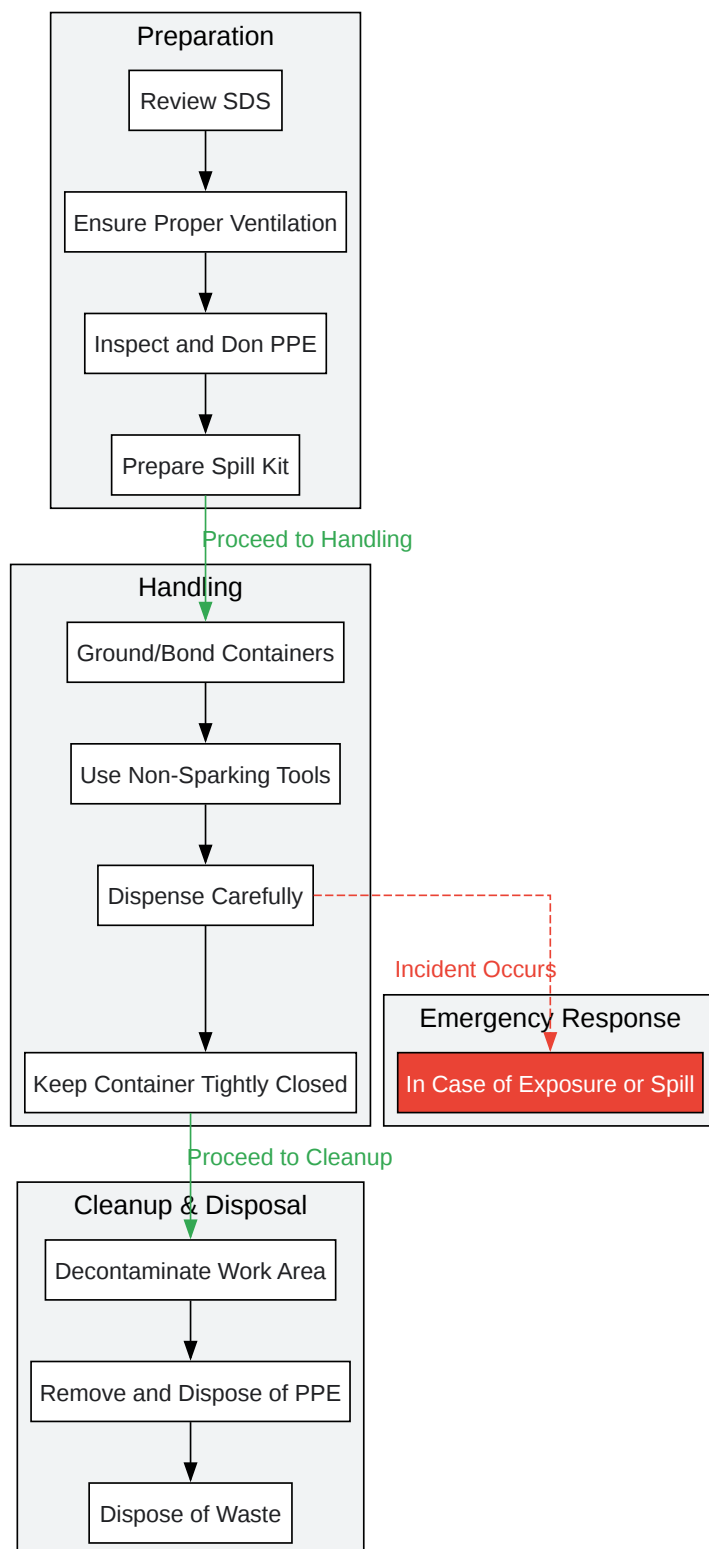 Preparation
Review SDS
Ensure Proper Ventilation
Inspect and Don PPE
Prepare Spill Kit
Proceed to Handling
Handling
Ground/Bond Containers
Use Non-Sparking Tools
Dispense Carefully
Incident Occurs
Emergency Response
In Case of Exposure or Spill
Keep Container Tightly Closed
Proceed to Cleanup
Cleanup & Disposal
Decontaminate Work Area
Remove and Dispose of PPE
Dispose of Waste